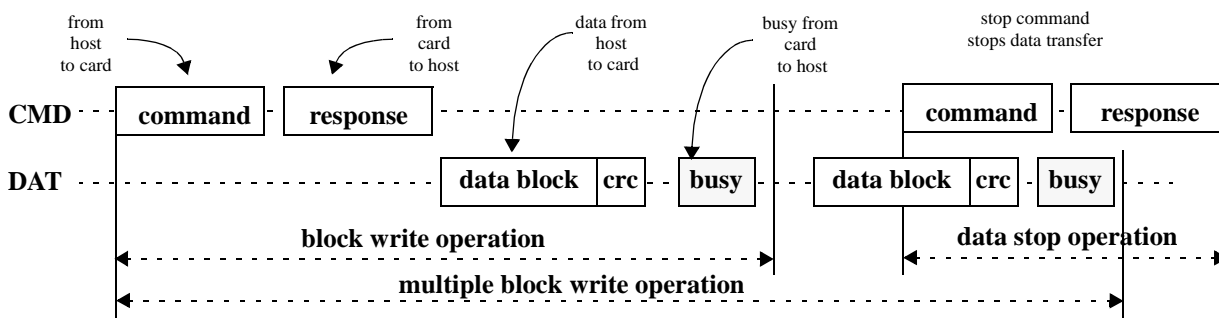 from
host
to card
from
card
to host
data from
host
to card
busy from
card
to host
stop command
stops data transfer
CMD
command
response
command
response
DAT
data block
crc
busy
data block
crc
busy
block write operation
data stop operation
multiple block write operation